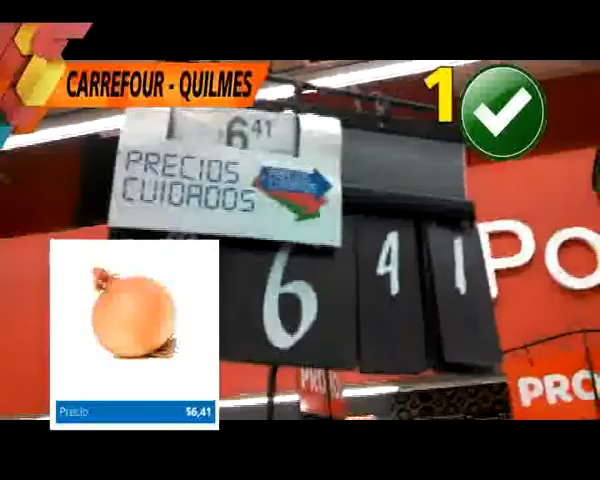 CARREFOUR - QUILMES
1
$6,41
PRECIOS
CUIDADOS
6 4 1
Po
PRO
PRO
Precio $6,41